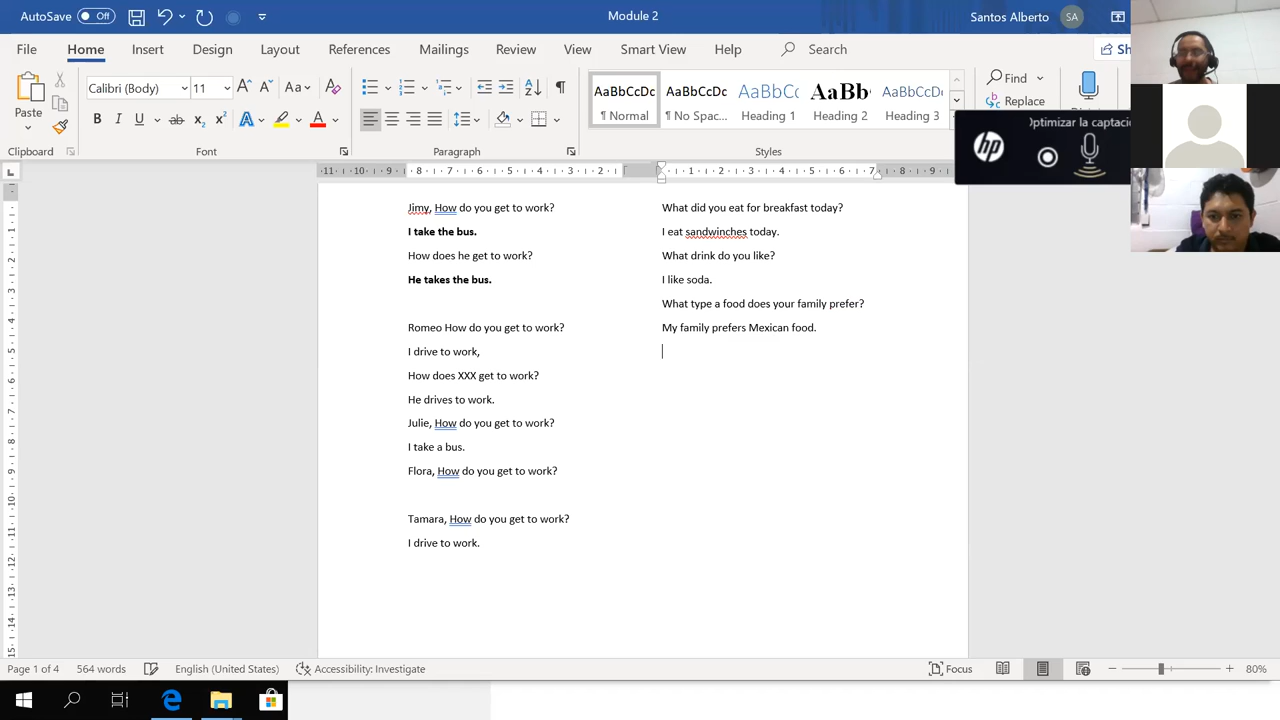 AutoSave Off
Module 2
Santos Alberto SA
File Home Insert Design Layout References Mailings Review View Smart View Help Search
Paste
Calibri (Body) 11
Find
Replace
AaBbCcDc AaBbCcDc AaBbCc AaBb AaBbCcDc
¶ Normal ¶ No Spac... Heading 1 Heading 2 Heading 3
Clipboard Font Paragraph Styles
hp
Optimizar la captació
Jimy, How do you get to work?
I take the bus.
How does he get to work?
He takes the bus.
Romeo How do you get to work?
I drive to work,
How does XXX get to work?
He drives to work.
Julie, How do you get to work?
I take a bus.
Flora, How do you get to work?
Tamara, How do you get to work?
I drive to work.
What did you eat for breakfast today?
I eat sandwinches today.
What drink do you like?
I like soda.
What type a food does your family prefer?
My family prefers Mexican food.
Page 1 of 4 564 words English (United States) Accessibility: Investigate Focus 80%